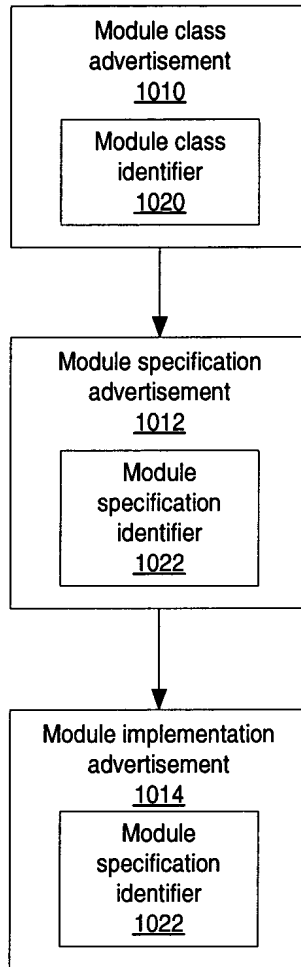 Module class
advertisement
1010
Module class
identifier
1020
Module specification
advertisement
1012
Module
specification
identifier
1022
Module implementation
advertisement
1014
Module
specification
identifier
1022